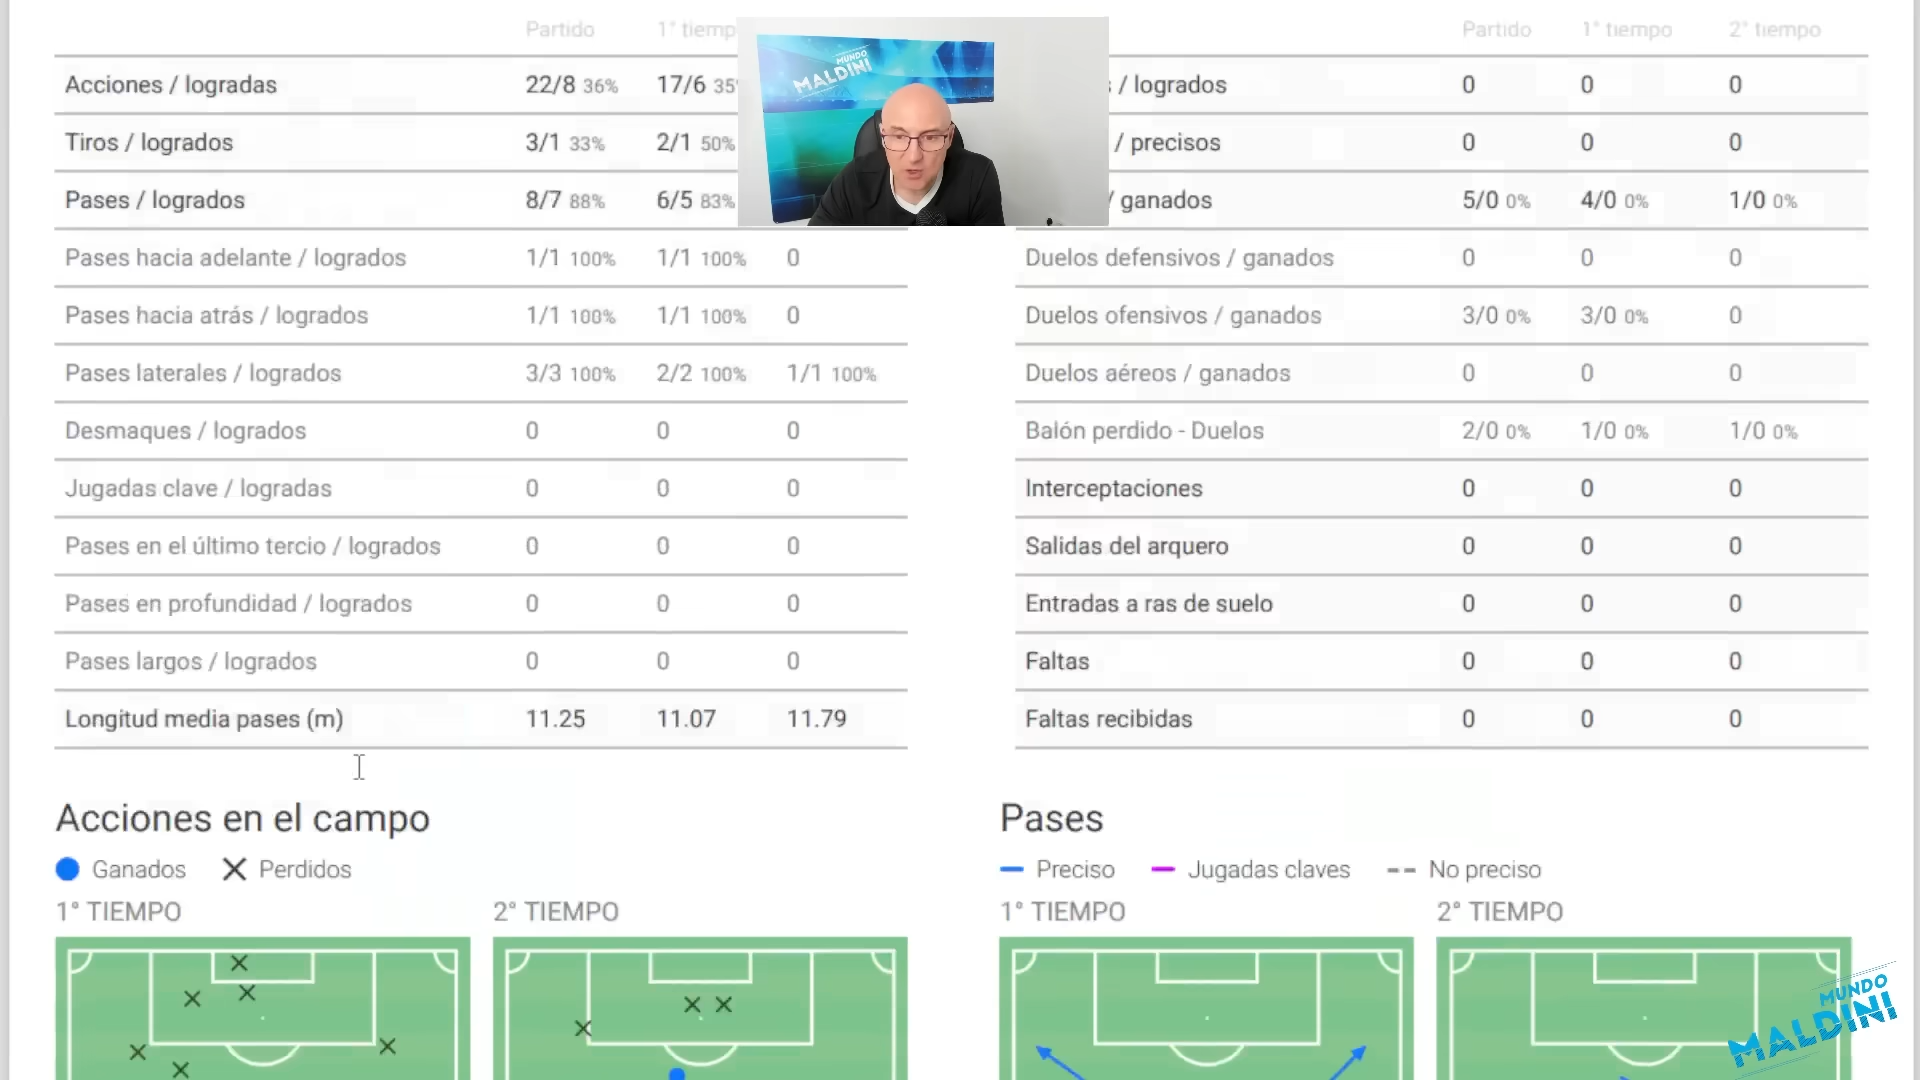 Partido 1° tiemp
Acciones / logradas 22/8 36% 17/6 35
Tiros / logrados 3/1 33% 2/1 50%
Pases / logrados 8/7 88% 6/5 83%
Pases hacia adelante / logrados 1/1 100% 1/1 100% 0
Pases hacia atrás / logrados 1/1 100% 1/1 100% 0
Pases laterales / logrados 3/3 100% 2/2 100% 1/1 100%
Desmaques / logrados 0 0 0
Jugadas clave / logradas 0 0 0
Pases en el último tercio / logrados 0 0 0
Pases en profundidad / logrados 0 0 0
Pases largos / logrados 0 0 0
Longitud media pases (m) 11.25 11.07 11.79
MUNDO
MALDINI
Partido 1° tiempo 2° tiempo
/ logrados 0 0 0
/ precisos 0 0 0
/ ganados 5/0 0% 4/0 0% 1/0 0%
Duelos defensivos / ganados 0 0 0
Duelos ofensivos / ganados 3/0 0% 3/0 0% 0
Duelos aéreos / ganados 0 0 0
Balón perdido - Duelos 2/0 0% 1/0 0% 1/0 0%
Interceptaciones 0 0 0
Salidas del arquero 0 0 0
Entradas a ras de suelo 0 0 0
Faltas 0 0 0
Faltas recibidas 0 0 0
Acciones en el campo
Ganados Perdidos
1° TIEMPO 2° TIEMPO
Pases
Preciso Jugadas claves No preciso
1° TIEMPO 2° TIEMPO
MUNDO
MALDINI